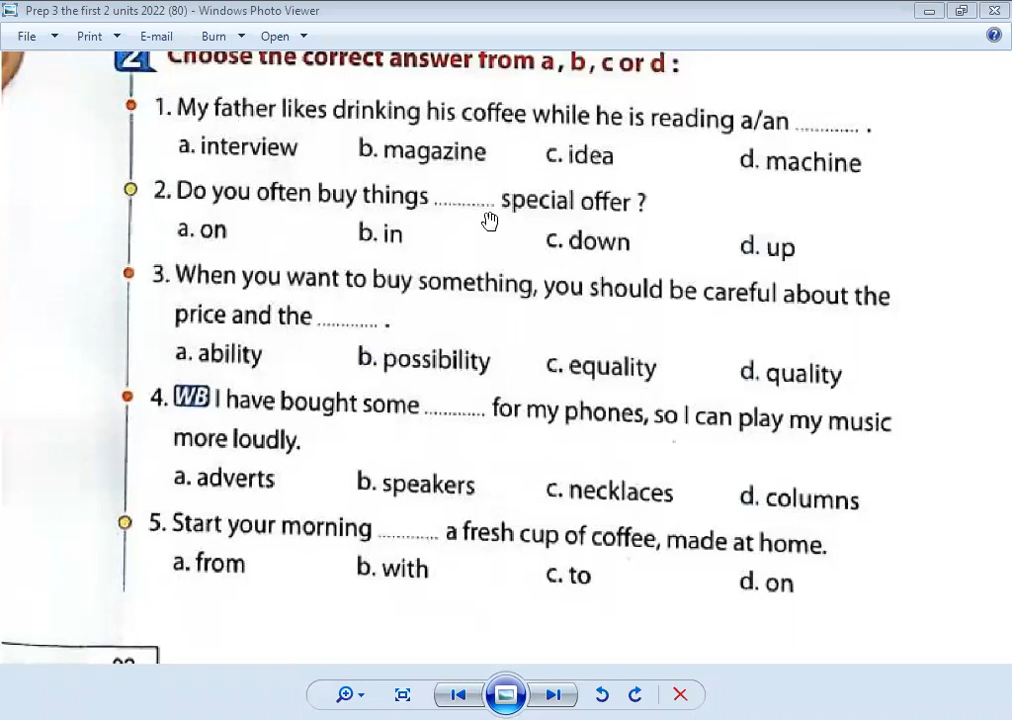 Prep 3 the first 2 units 2022 (80) - Windows Photo Viewer
File Print E-mail Burn Open
2 Choose the correct answer from a, b, c or d :
1. My father likes drinking his coffee while he is reading a/an ............ .
a. interview b. magazine c. idea d. machine
2. Do you often buy things ............ special offer ?
a. on b. in c. down d. up
3. When you want to buy something, you should be careful about the
price and the ............ .
a. ability b. possibility c. equality d. quality
4. WB I have bought some ............ for my phones, so I can play my music
more loudly.
a. adverts b. speakers c. necklaces d. columns
5. Start your morning ............ a fresh cup of coffee, made at home.
a. from b. with c. to d. on